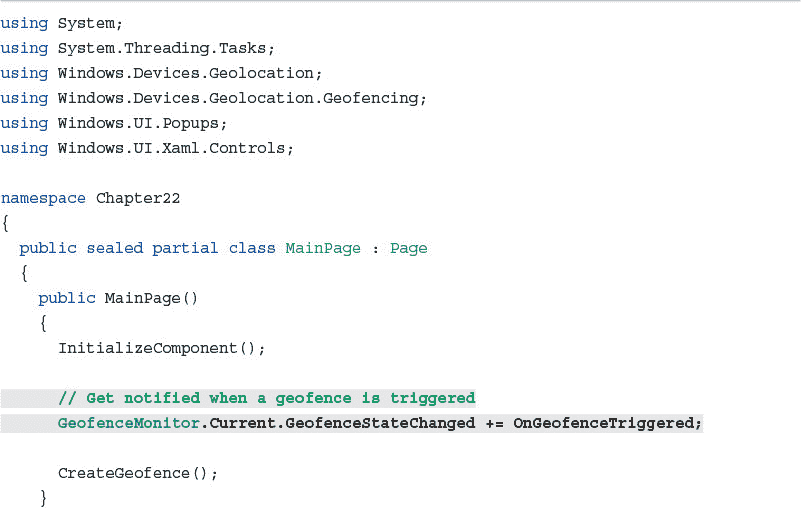 using System;
using System.Threading.Tasks;
using Windows.Devices.Geolocation;
using Windows.Devices.Geolocation.Geofencing;
using Windows.UI.Popups;
using Windows.UI.Xaml.Controls;

namespace Chapter22
{
  public sealed partial class MainPage : Page
  {
    public MainPage()
    {
      InitializeComponent();

      // Get notified when a geofence is triggered
      GeofenceMonitor.Current.GeofenceStateChanged += OnGeofenceTriggered;

      CreateGeofence();
    }